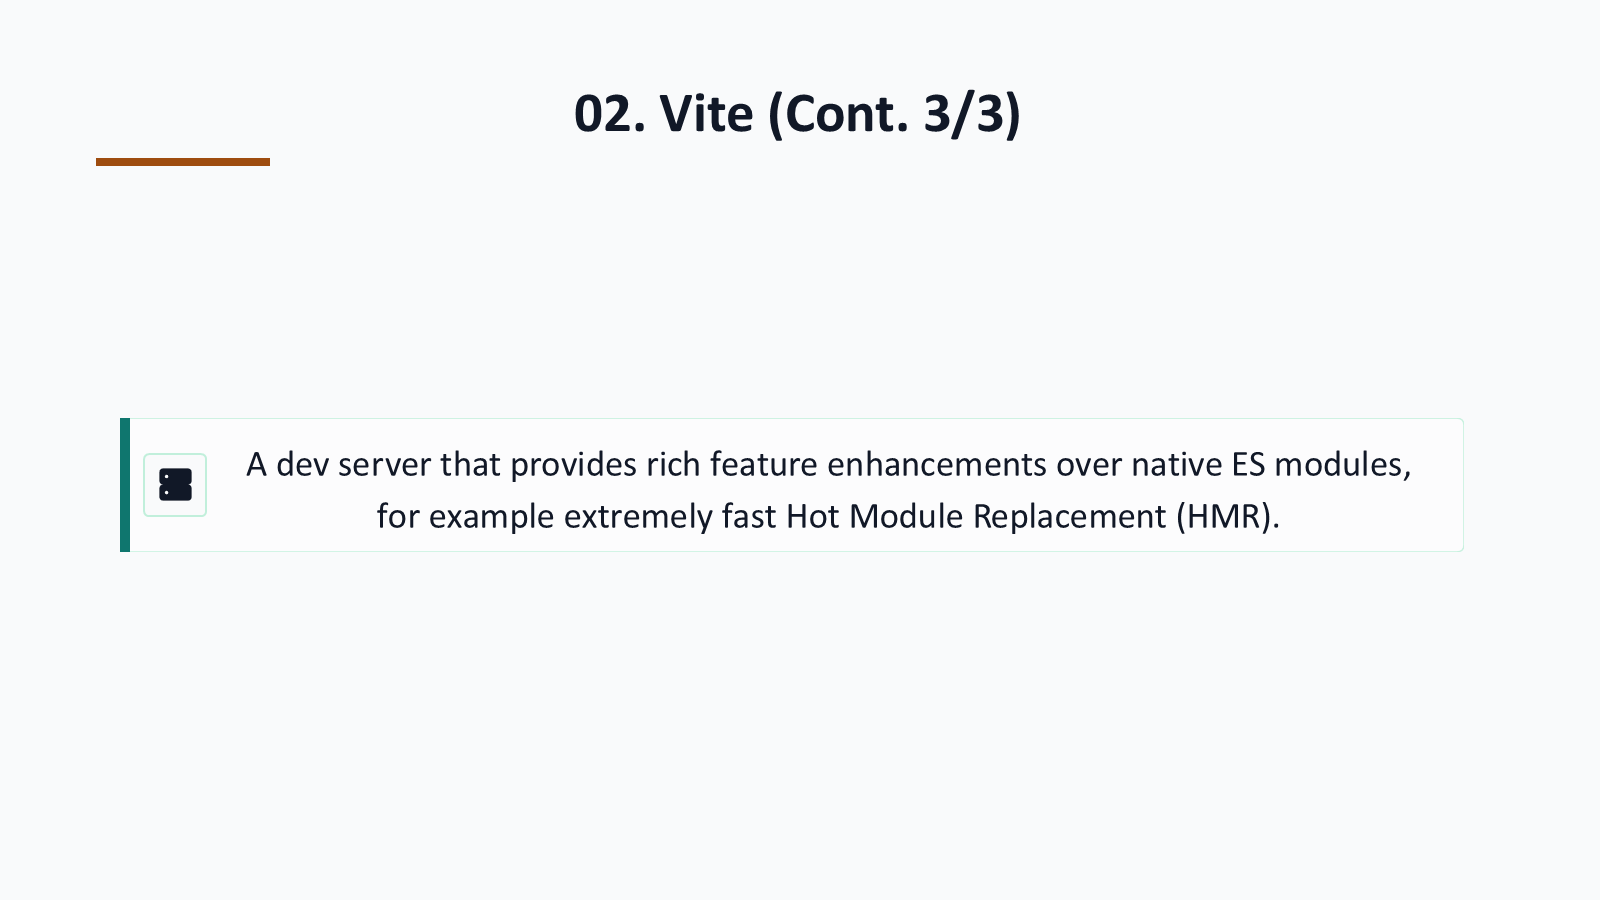 02. Vite (Cont. 3/3)
A dev server that provides rich feature enhancements over native ES modules,
for example extremely fast Hot Module Replacement (HMR).